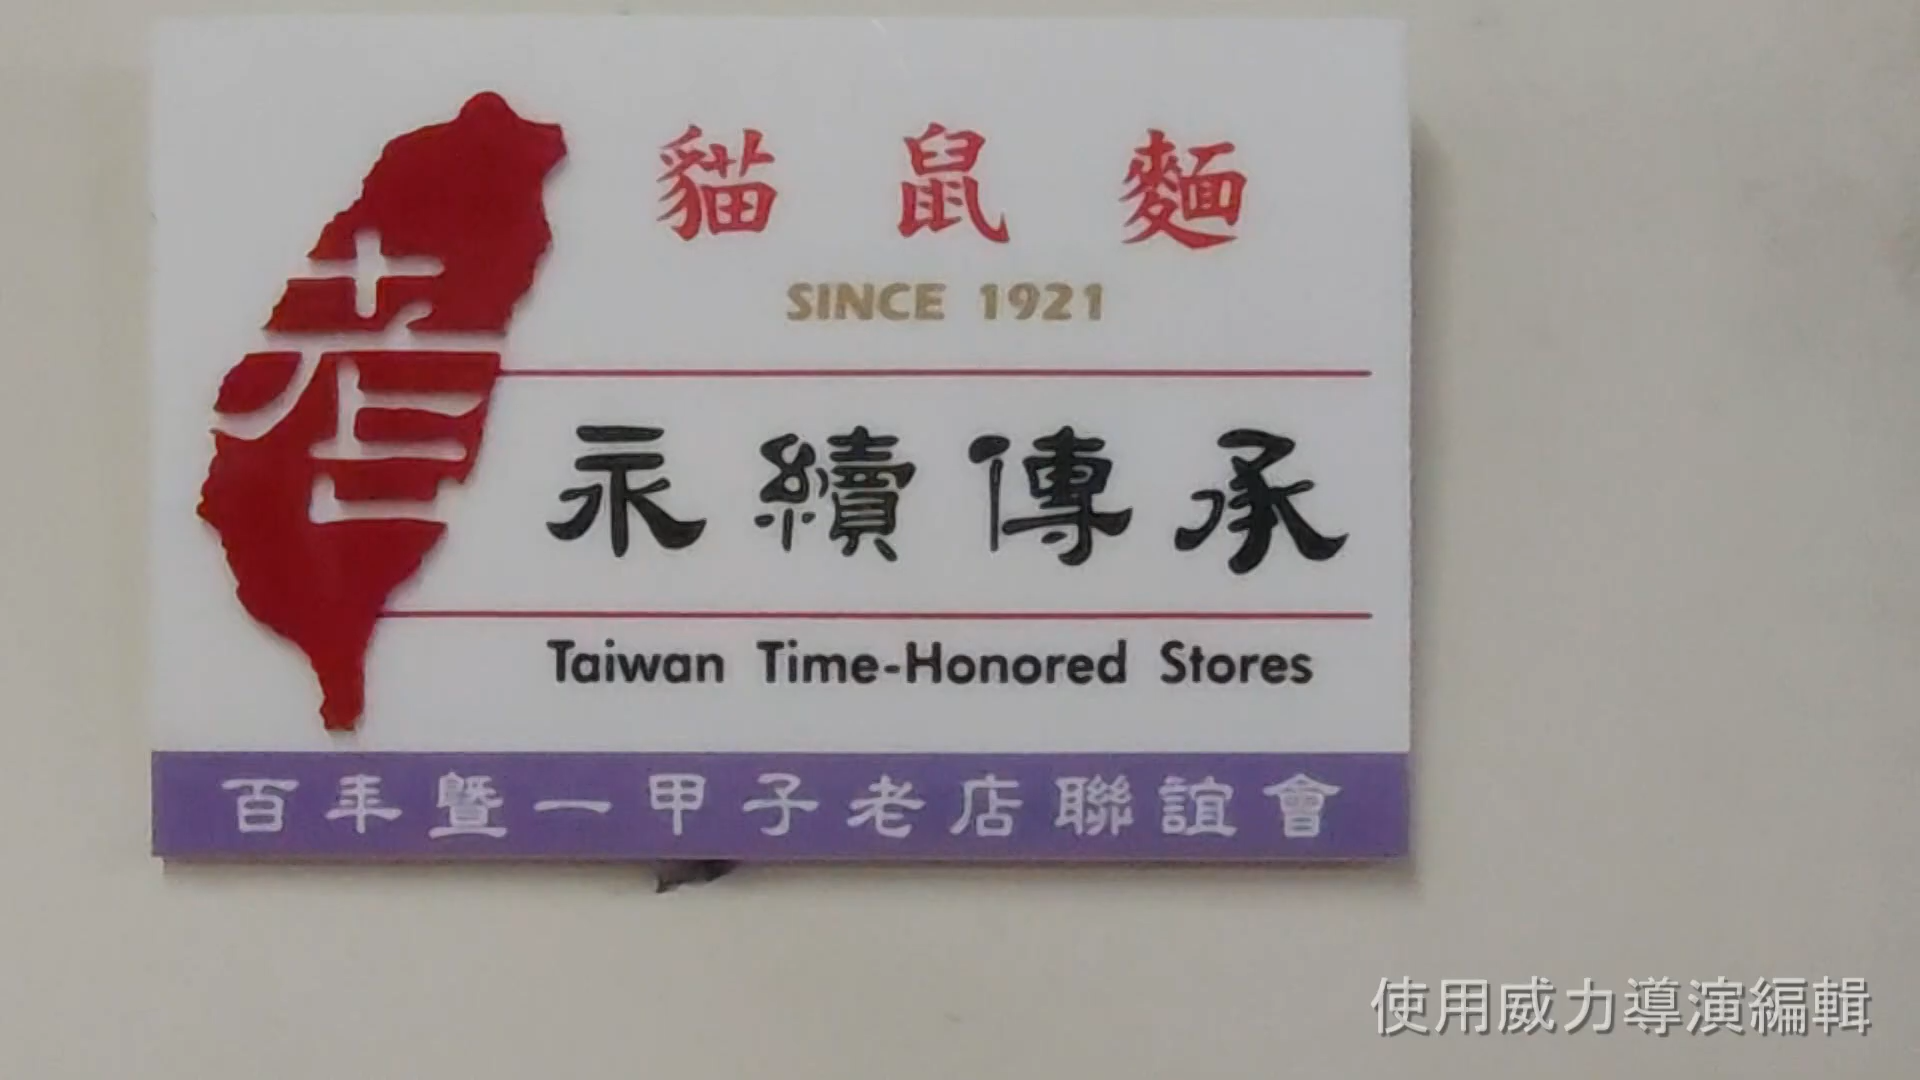 貓鼠麵
SINCE 1921
老店
永續傳承
Taiwan Time-Honored Stores
百年暨一甲子老店聯誼會
使用威力導演編輯